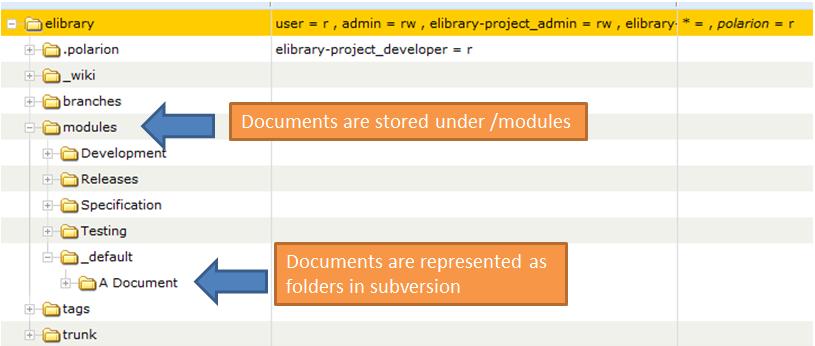 elibrary user = r , admin = rw , elibrary-project_admin = rw , elibrary- * = , polarion = r
.polarion elibrary-project_developer = r
_wiki
branches
modules
Documents are stored under /modules
Development
Releases
Specification
Testing
_default
Documents are represented as
folders in subversion
A Document
tags
trunk